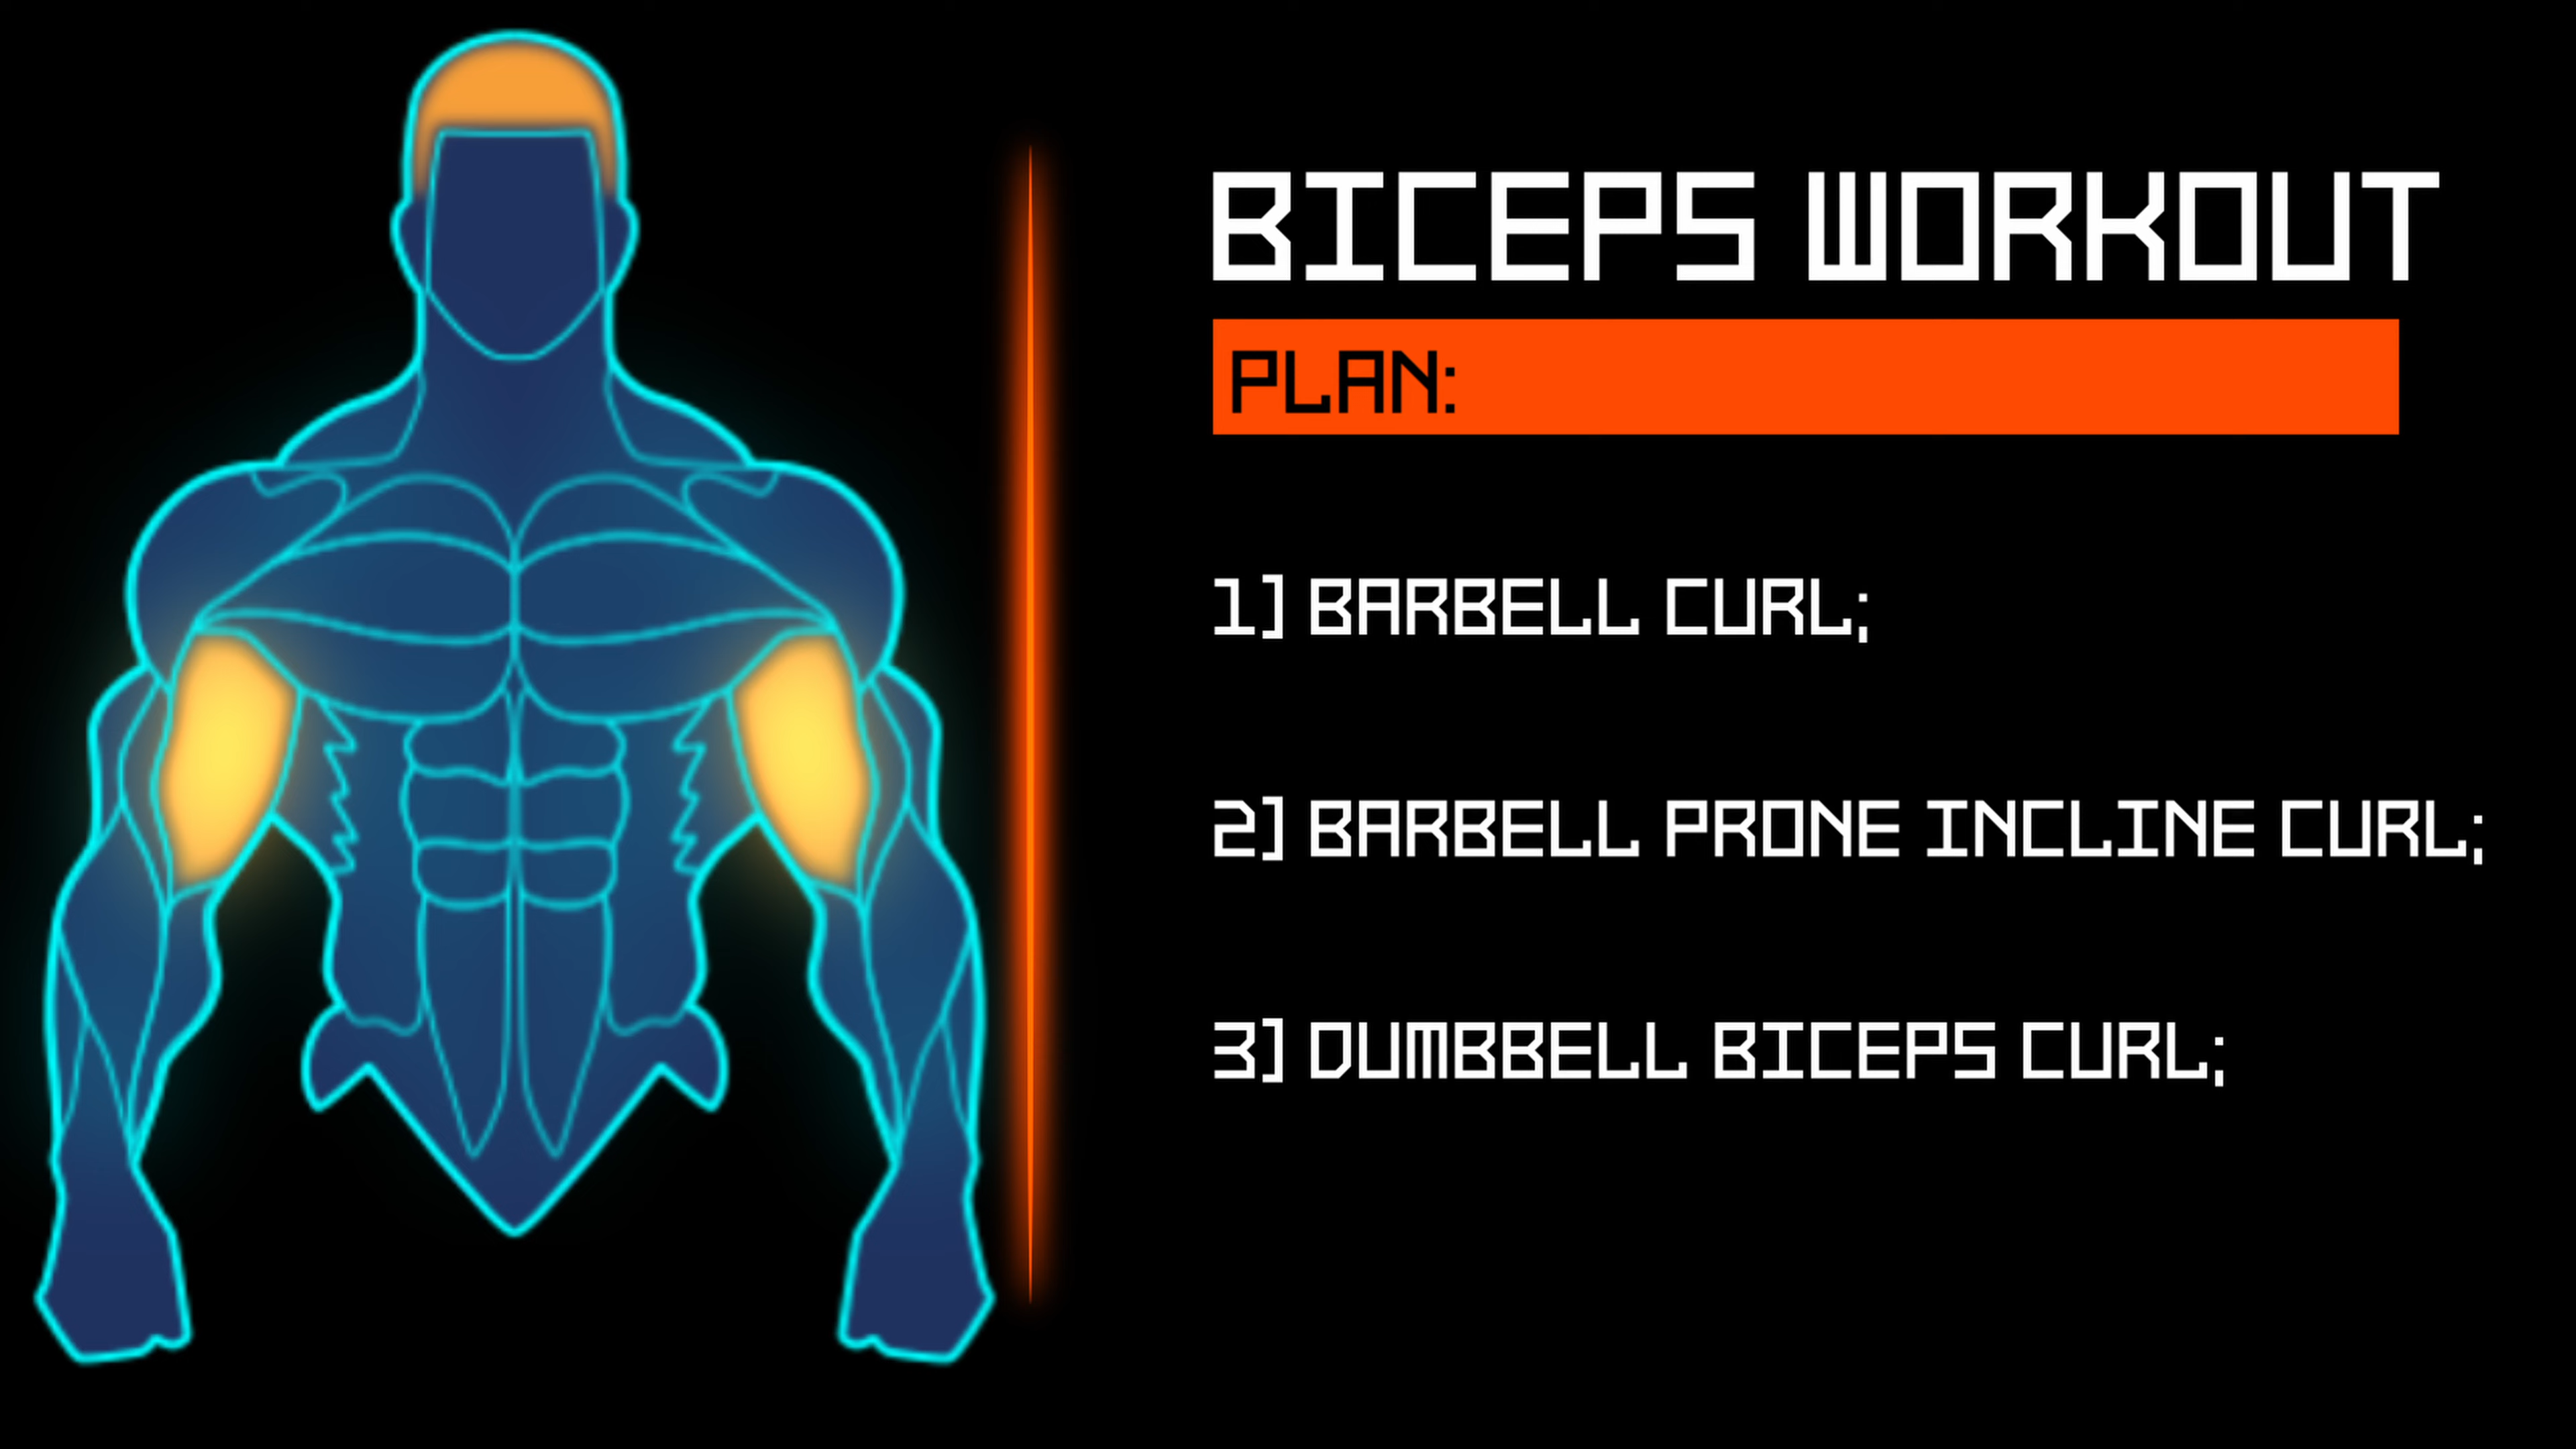 BICEPS WORKOUT
PLAN:
1] BARBELL CURL;
2] BARBELL PRONE INCLINE CURL;
3] DUMBBELL BICEPS CURL;